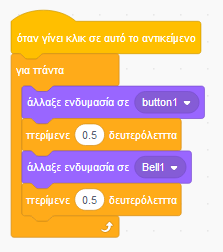 όταν γίνει κλικ σε αυτό το αντικείμενο
για πάντα
άλλαξε ενδυμασία σε button1
περίμενε 0.5 δευτερόλεπτα
άλλαξε ενδυμασία σε Bell1
περίμενε 0.5 δευτερόλεπτα